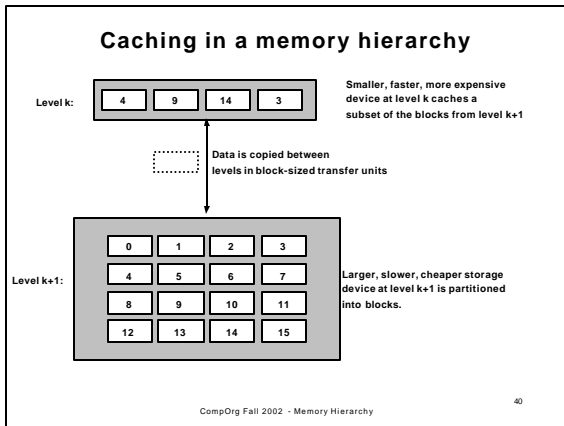 Caching in a memory hierarchy
Level k:
4 9 14 3
Smaller, faster, more expensive
device at level k caches a
subset of the blocks from level k+1
Data is copied between
levels in block-sized transfer units
Level k+1:
0 1 2 3
4 5 6 7
8 9 10 11
12 13 14 15
Larger, slower, cheaper storage
device at level k+1 is partitioned
into blocks.
CompOrg Fall 2002 - Memory Hierarchy
40